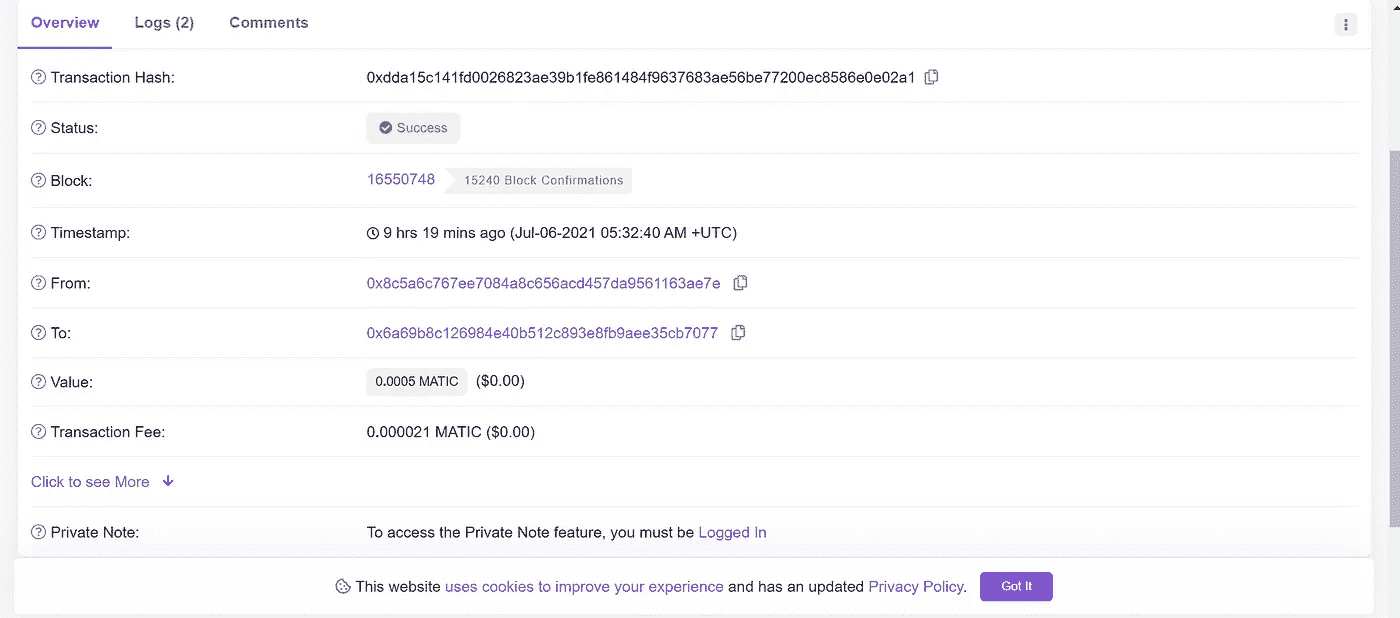 Overview Logs (2) Comments
Transaction Hash: 0xdda15c141fd0026823ae39b1fe861484f9637683ae56be77200ec8586e0e02a1
Status: Success
Block: 16550748 15240 Block Confirmations
Timestamp: 9 hrs 19 mins ago (Jul-06-2021 05:32:40 AM +UTC)
From: 0x8c5a6c767ee7084a8c656acd457da9561163ae7e
To: 0x6a69b8c126984e40b512c893e8fb9aee35cb7077
Value: 0.0005 MATIC ($0.00)
Transaction Fee: 0.000021 MATIC ($0.00)
Click to see More
Private Note: To access the Private Note feature, you must be Logged In
This website uses cookies to improve your experience and has an updated Privacy Policy. Got It